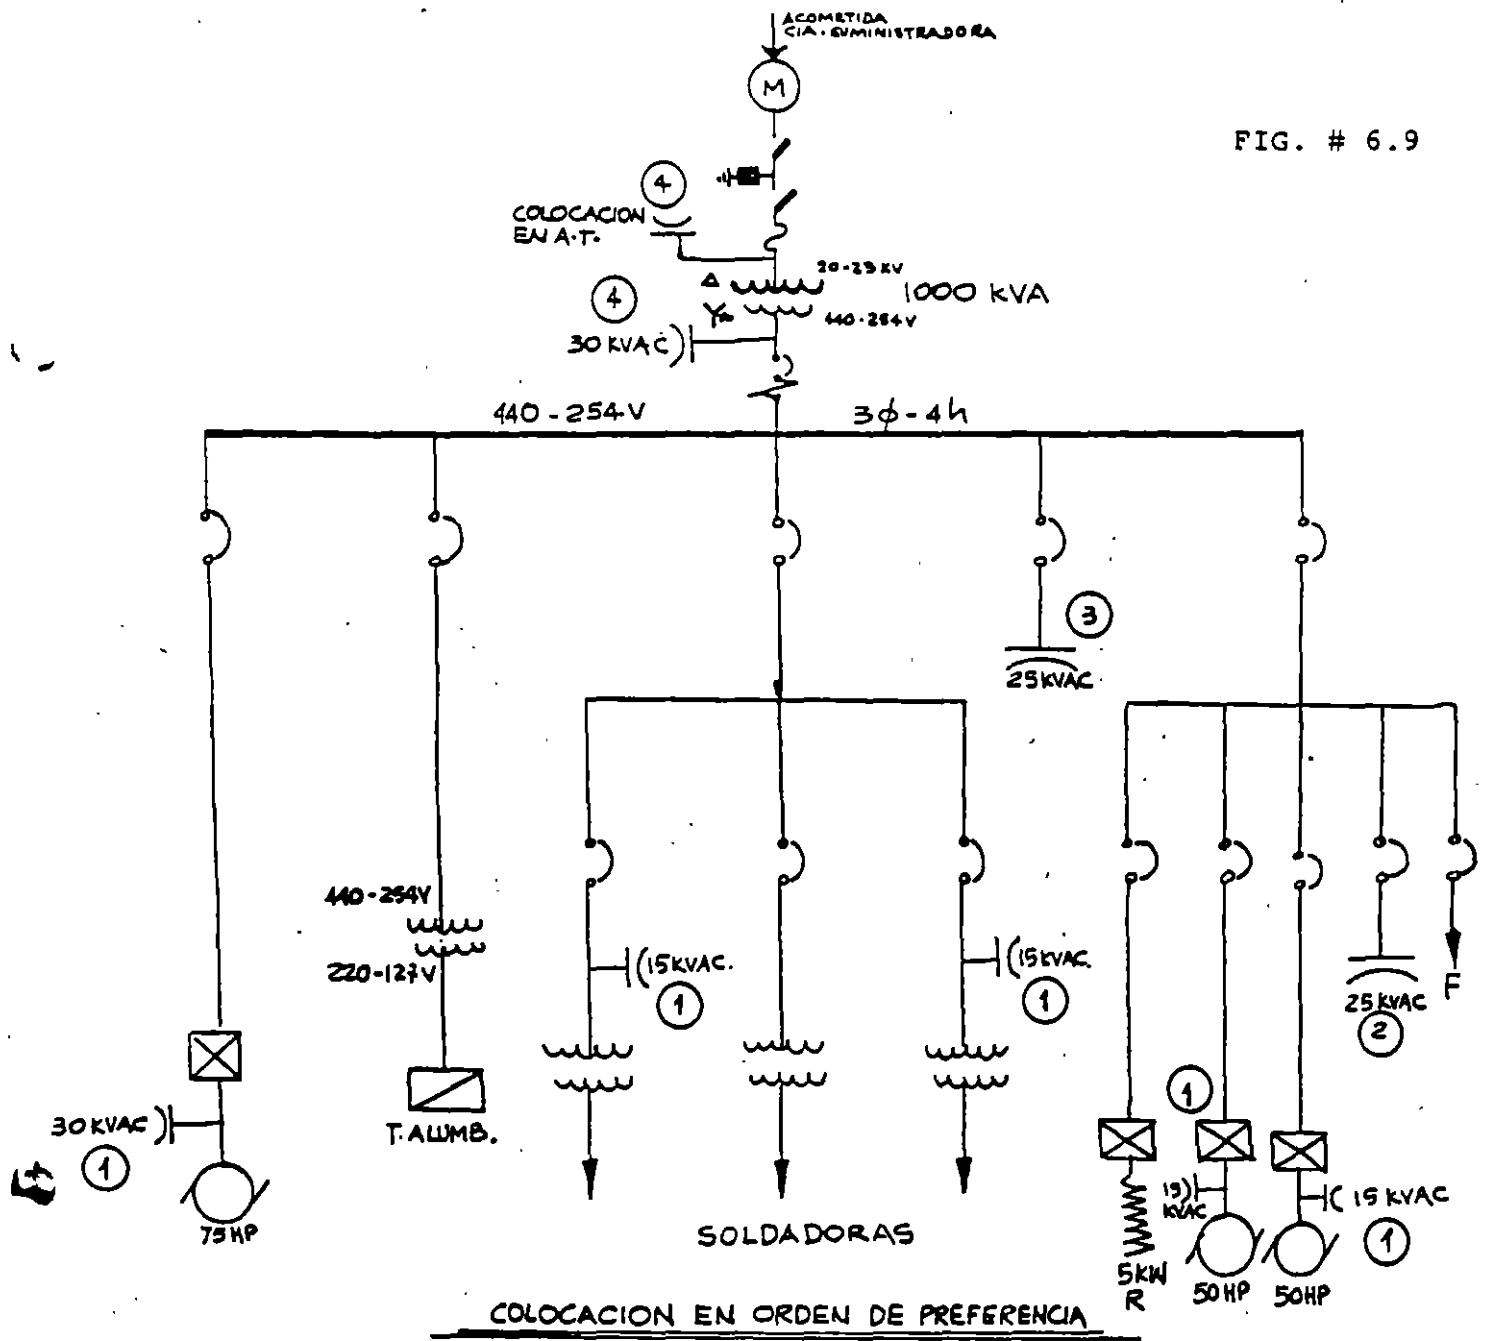 ACOMETIDA
CIA. SUMINISTRADORA
M
FIG. # 6.9
4
COLOCACION
EN A.T.
20-23 KV
Δ
1000 KVA
4
Y
440-254V
30 KVAC
440-254V
3ϕ-4h
3
25KVAC
440-254V
220-127V
15KVAC.
1
15KVAC.
1
25KVAC
2
F
30 KVAC
1
75HP
T. ALUMB.
SOLDADORAS
1
15
KVAC
15 KVAC
1
5KW
R
50HP
50HP
COLOCACION EN ORDEN DE PREFERENCIA